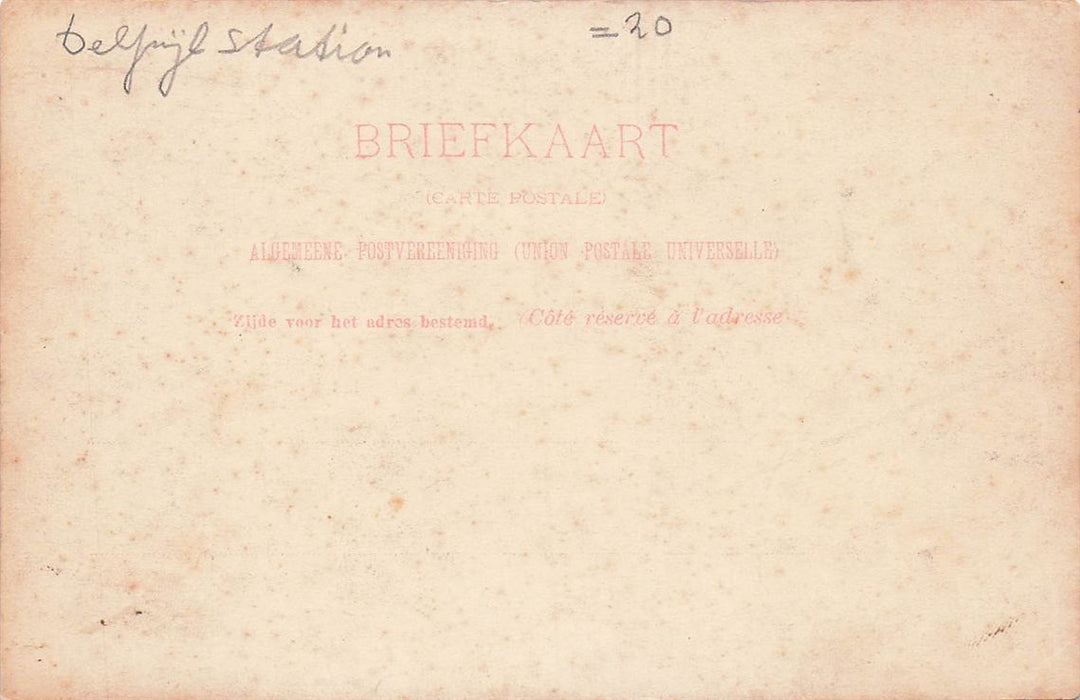 Delfzijl Station =20
BRIEFKAART
(CARTE POSTALE)
ALGEMEENE POSTVEREENIGING (UNION POSTALE UNIVERSELLE)
Zijde voor het adres bestemd. (Côté réservé à l'adresse